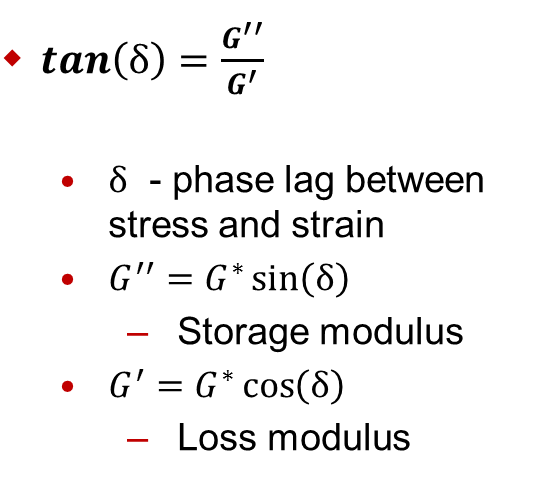 ◆ tan(δ) = G''/G'
• δ - phase lag between
stress and strain
• G'' = G* sin(δ)
– Storage modulus
• G' = G* cos(δ)
– Loss modulus